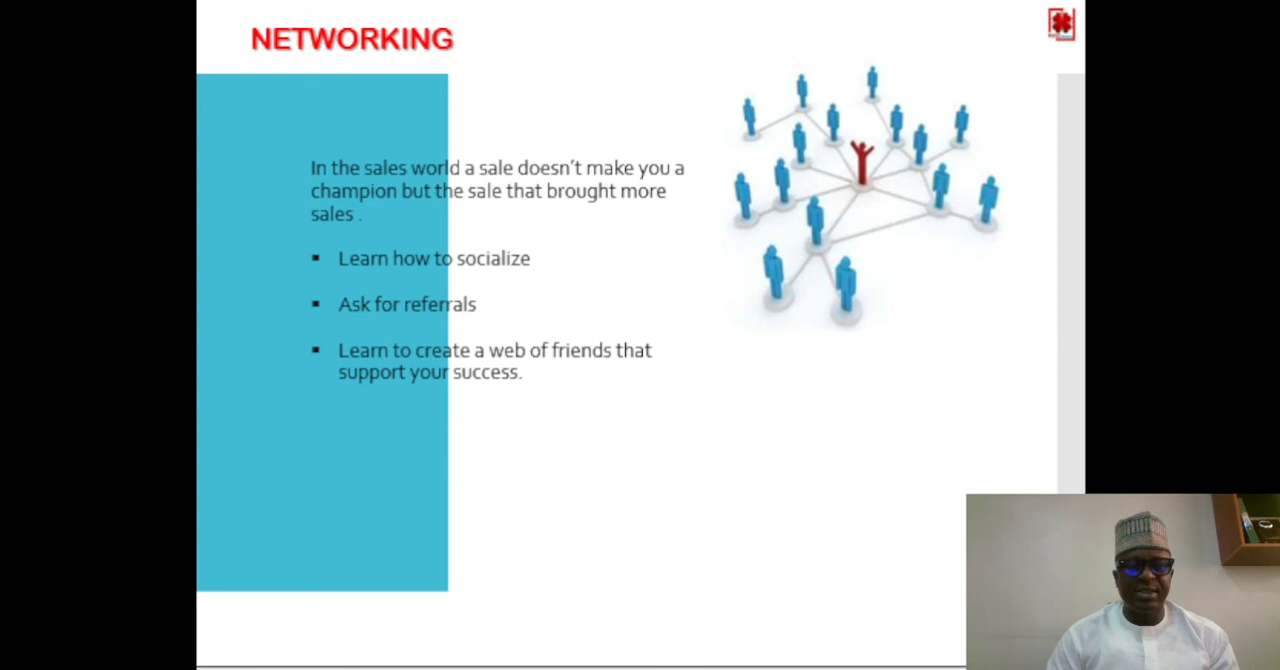 NETWORKING
In the sales world a sale doesn't make you a
champion but the sale that brought more
sales .
▪ Learn how to socialize
▪ Ask for referrals
▪ Learn to create a web of friends that
support your success.